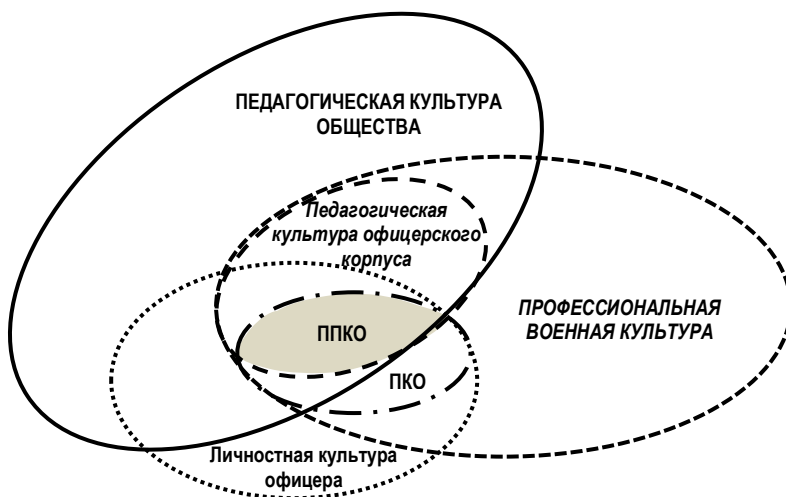 ПЕДАГОГИЧЕСКАЯ КУЛЬТУРА
ОБЩЕСТВА
Педагогическая
культура офицерского
корпуса
ПРОФЕССИОНАЛЬНАЯ
ВОЕННАЯ КУЛЬТУРА
ППКО
ПКО
Личностная культура
офицера